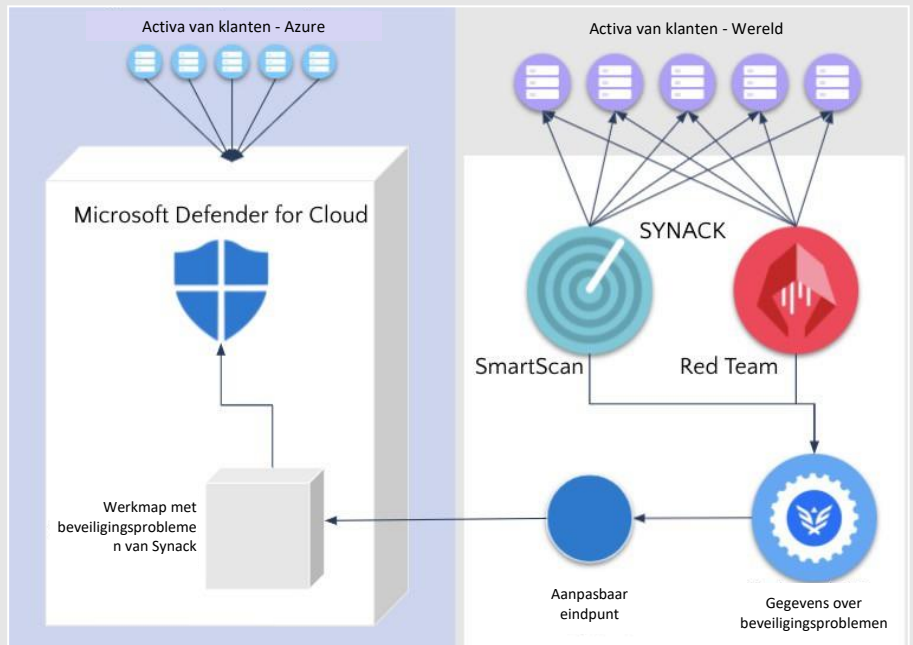 Activa van klanten - Azure
Activa van klanten - Wereld
Microsoft Defender for Cloud
SYNACK
SmartScan
Red Team
Werkmap met
beveiligingsprobleme
n van Synack
Aanpasbaar
eindpunt
Gegevens over
beveiligingsproblemen